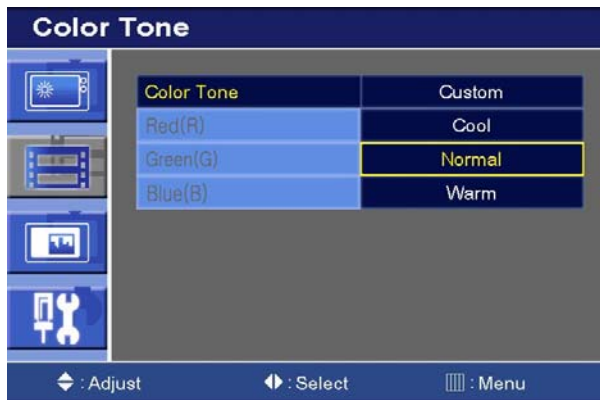 Color Tone
Color Tone Custom
Red(R) Cool
Green(G) Normal
Blue(B) Warm
: Adjust : Select : Menu